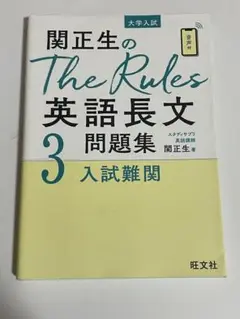 大学入試
音声付
関正生の
The Rules
英語長文
問題集
3 入試難関
スタディサプリ
英語講師
関正生 著
旺文社